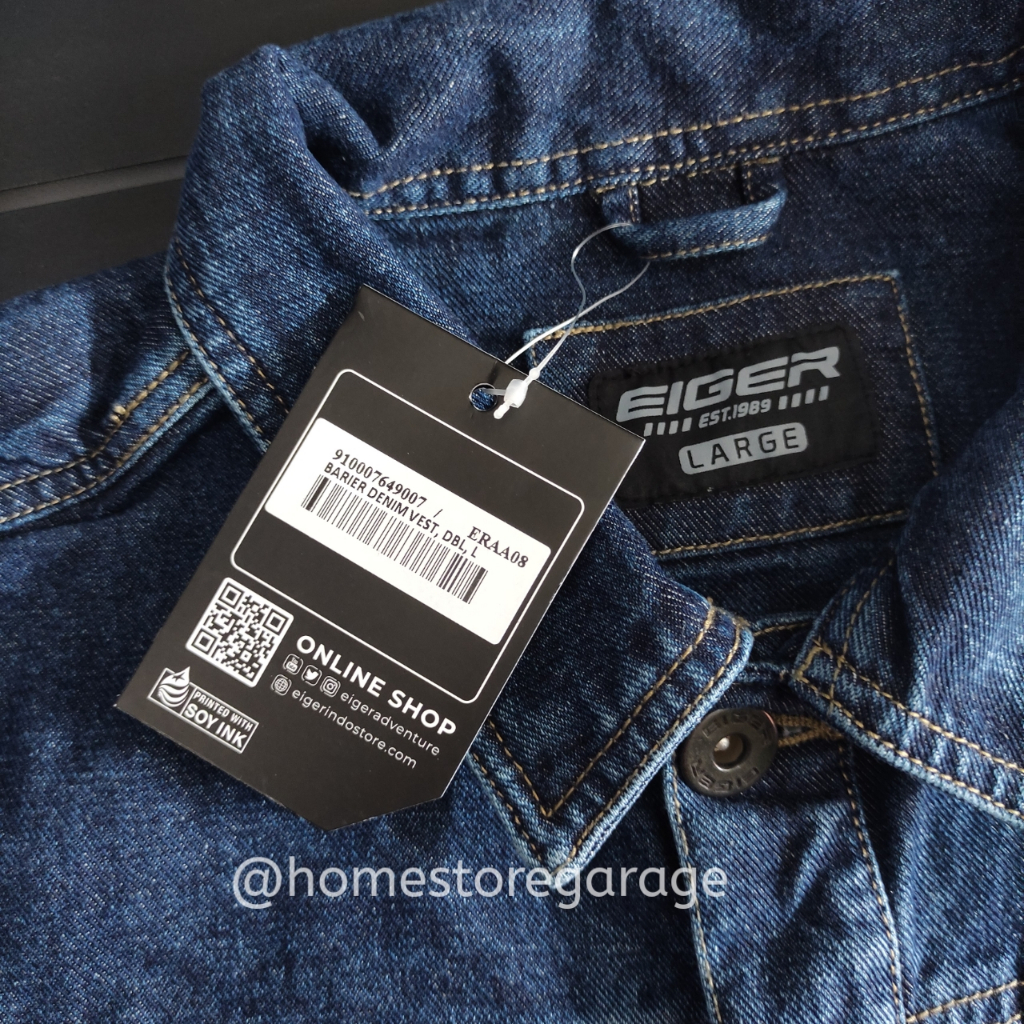 EIGER
EST.1989
LARGE
910007649007 / ERAA08
BARIER DENIM VEST, DBL, L
ONLINE SHOP
eigeradventure
eigerindostore.com
PRINTED WITH
SOY INK
EIGER
@homestoregarage